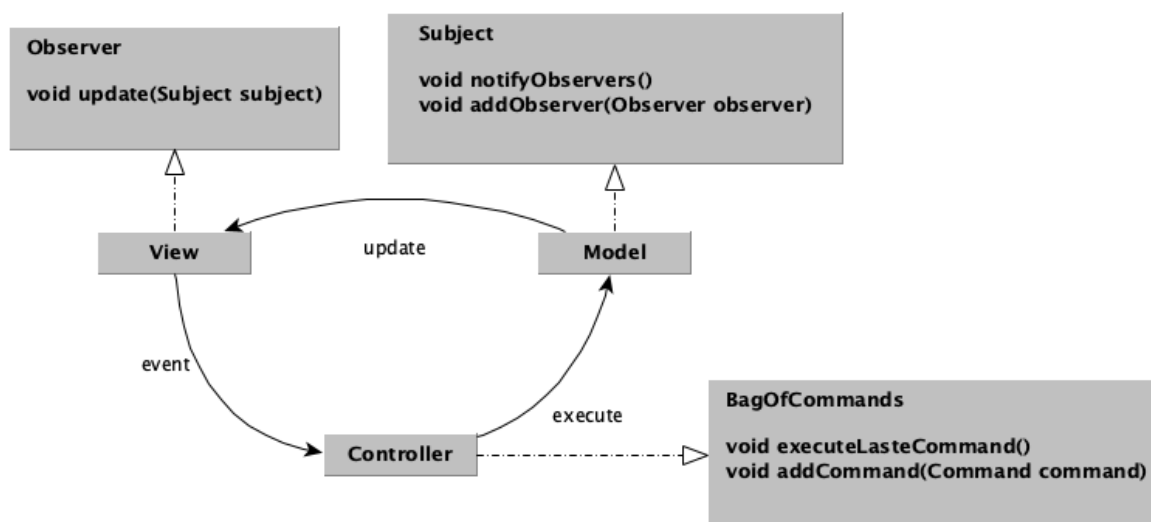 Observer
void update(Subject subject)
Subject
void notifyObservers()
void addObserver(Observer observer)
View
update
Model
event
execute
Controller
BagOfCommands
void executeLasteCommand()
void addCommand(Command command)